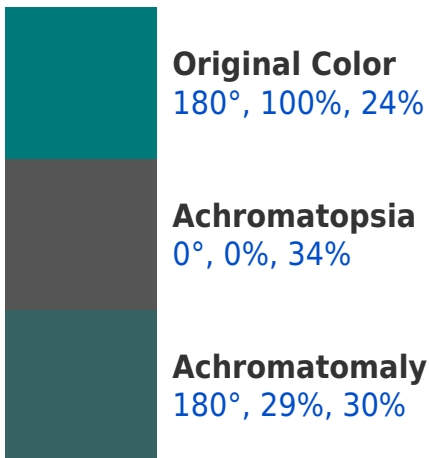 Original Color
180°, 100%, 24%
Achromatopsia
0°, 0%, 34%
Achromatomaly
180°, 29%, 30%